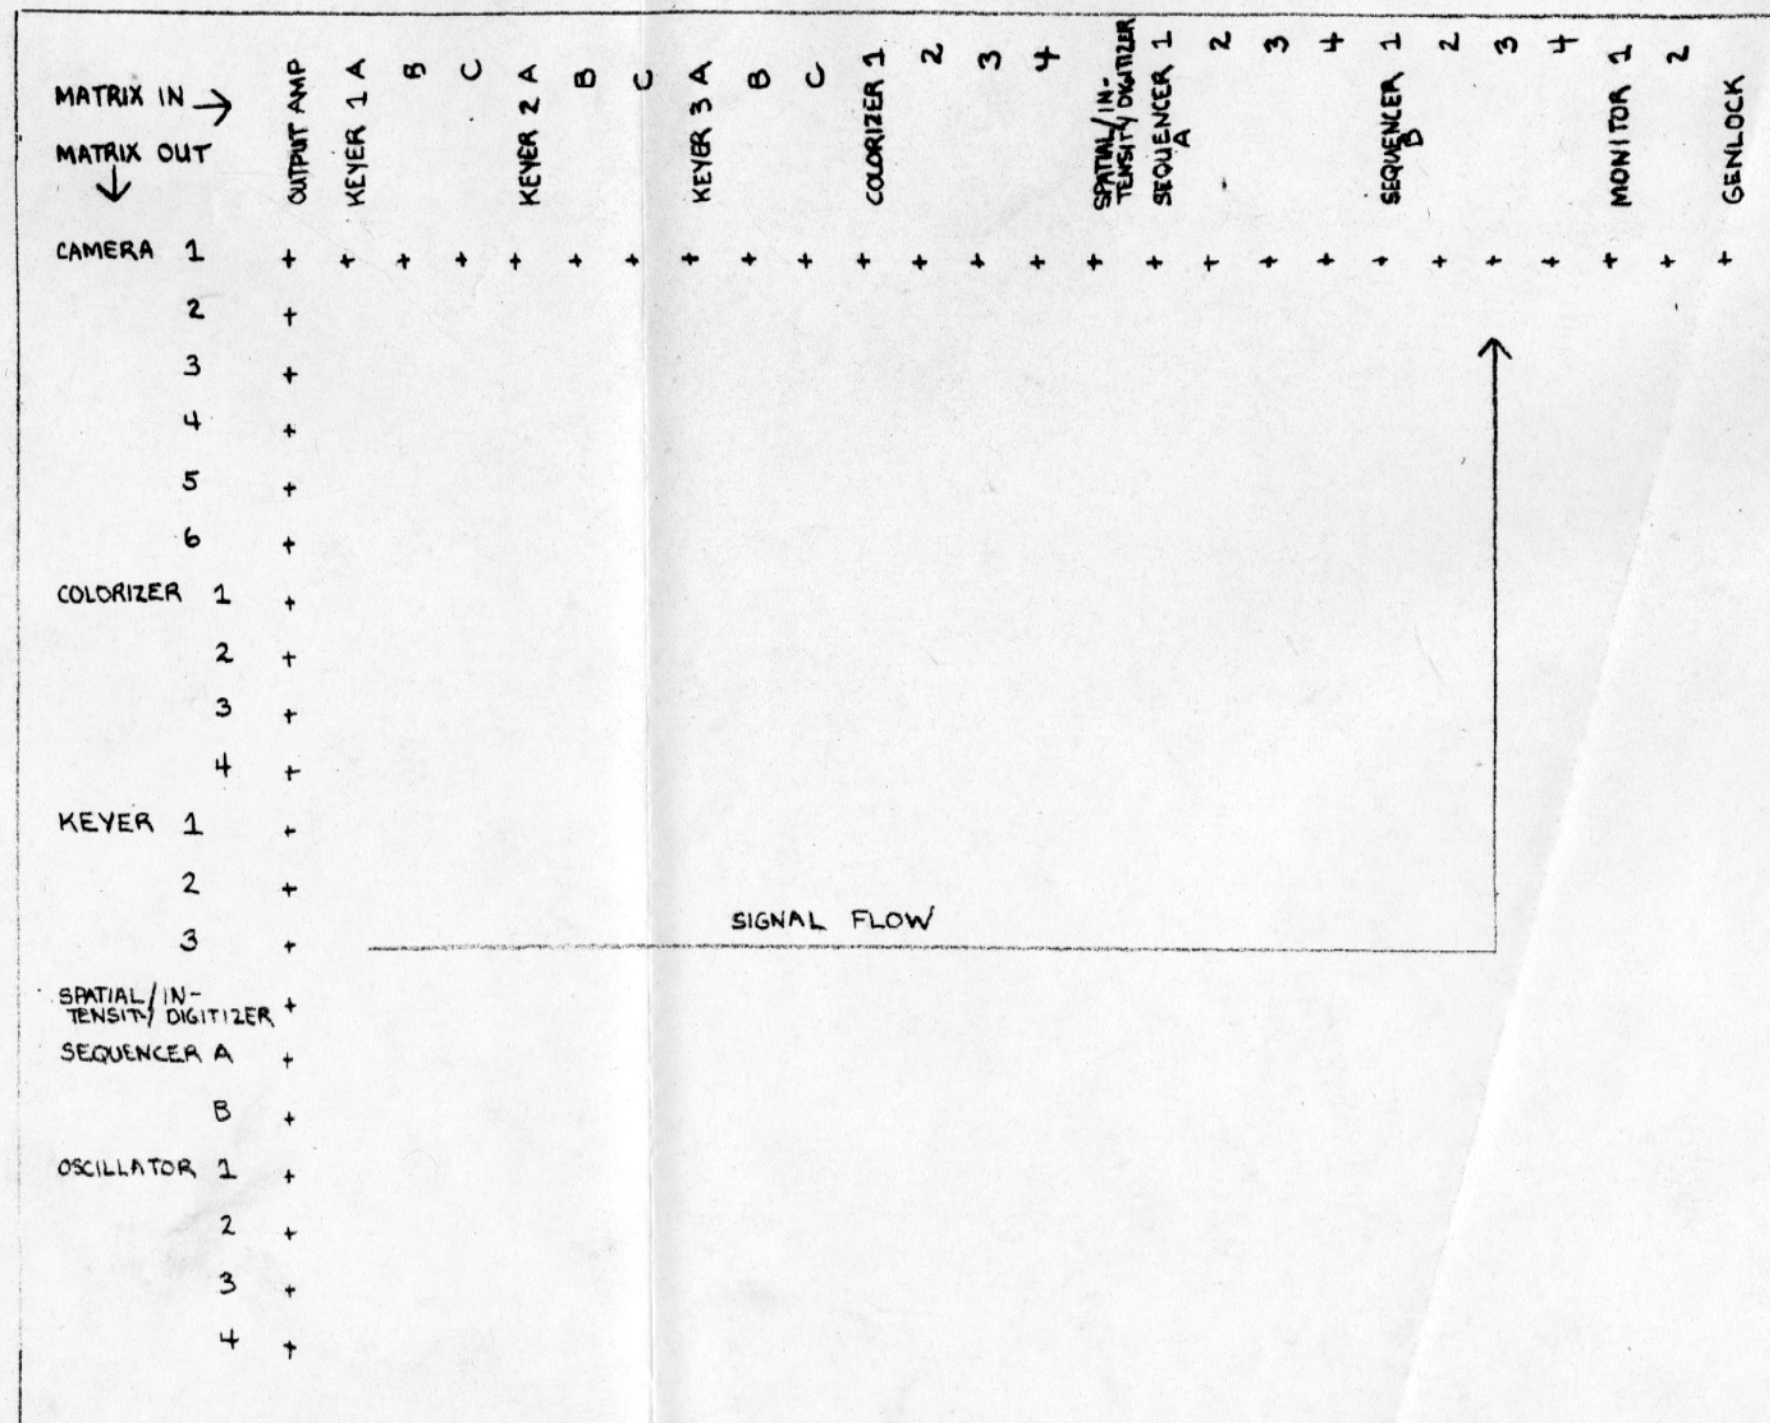 MATRIX IN →
MATRIX OUT
↓
OUTPUT AMP
KEYER 1 A
B
C
KEYER 2 A
B
C
KEYER 3 A
B
C
COLORIZER 1
2
3
4
SPATIAL/IN-
TENSITY DIGITIZER
SEQUENCER 1
A
2
3
4
SEQUENCER 1
B
2
3
4
MONITOR 1
2
GENLOCK
CAMERA 1 + + + + + + + + + + + + + + + + + + + + + + + + + +
2 +
3 +
4 +
5 +
6 +
COLORIZER 1 +
2 +
3 +
4 +
KEYER 1 +
2 +
SIGNAL FLOW
3 +
SPATIAL/IN-
TENSITY DIGITIZER +
SEQUENCER A +
B +
OSCILLATOR 1 +
2 +
3 +
4 +